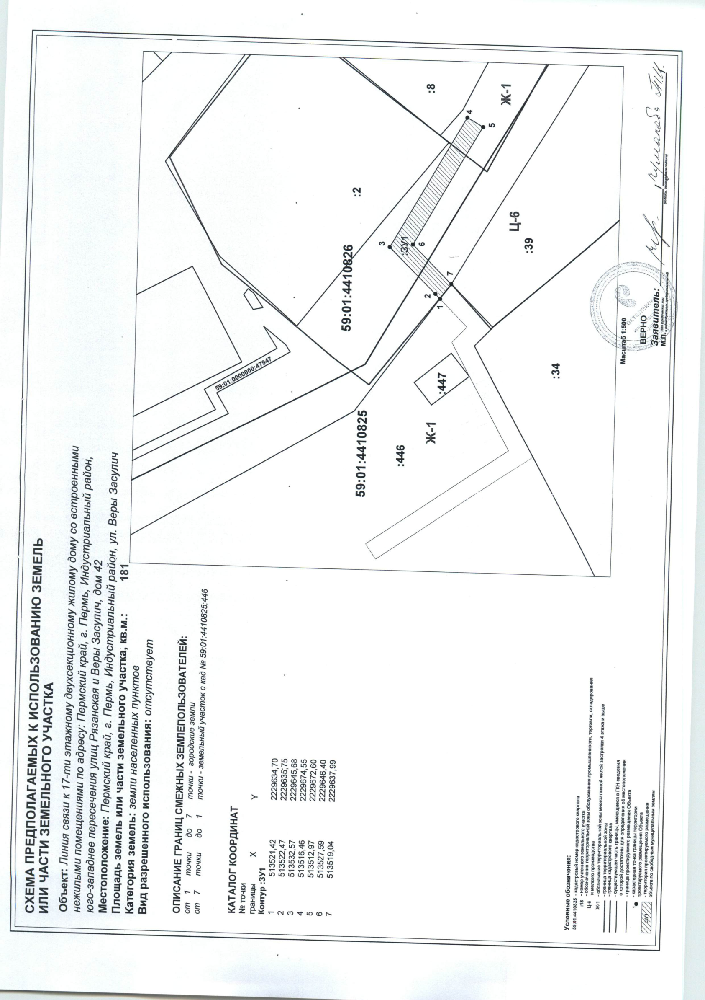 СХЕМА ПРЕДПОЛАГАЕМЫХ К ИСПОЛЬЗОВАНИЮ ЗЕМЕЛЬ
ИЛИ ЧАСТИ ЗЕМЕЛЬНОГО УЧАСТКА
Объект: Линия связи к 17-ти этажному двухсекционному жилому дому со встроенными
нежилыми помещениями по адресу: Пермский край, г. Пермь, Индустриальный район,
юго-западнее пересечения улиц Рязанская и Веры Засулич, дом 42
Местоположение: Пермский край, г. Пермь, Индустриальный район, ул. Веры Засулич
Площадь земель или части земельного участка, кв.м.: 181
Категория земель: земли населенных пунктов
Вид разрешенного использования: отсутствует
ОПИСАНИЕ ГРАНИЦ СМЕЖНЫХ ЗЕМЛЕПОЛЬЗОВАТЕЛЕЙ:
от 1 точки до 7 точки - городские земли
от 7 точки до 1 точки - земельный участок с кад № 59:01:4410825:446
КАТАЛОГ КООРДИНАТ
№ точки
границы X Y
Контур :ЗУ1
1 513521,42 2229634,70
2 513522,47 2229635,75
3 513532,57 2229645,68
4 513516,46 2229674,55
5 513512,97 2229672,60
6 513527,59 2229646,40
7 513519,04 2229637,99
59:01:0000000:47947
:2
:8
59:01:4410826
3
4
:ЗУ1
6
5
Ж-1
59:01:4410825
2
1
7
Ц-6
:446
Ж-1
:447
:39
:34
Условные обозначения:
59:01:4410825 - кадастровый номер кадастрового квартала
:18 - номер учтенного земельного участка
Ц-6 - обозначение территориальной зоны обслуживания промышленности, торговли, складирования
и мелкого производства
Ж-1 - обозначение территориальной зоны многоэтажной жилой застройки 4 этажа и выше
- граница территориальной зоны
- граница кадастрового квартала
- существующая часть границы, имеющиеся в ГКН сведения
о которой достаточны для определения её местоположения
- граница проектируемого размещения Объекта
1 - характерная точка границы территории
проектируемого размещения Объекта
:ЗУ1 - территория проектируемого размещения
объекта по свободным муниципальным землям
Масштаб 1:500
ВЕРНО
Заявитель:
М.П. (для юридических лиц
и индивидуальных предпринимателей)
(подпись, расшифровка подписи)